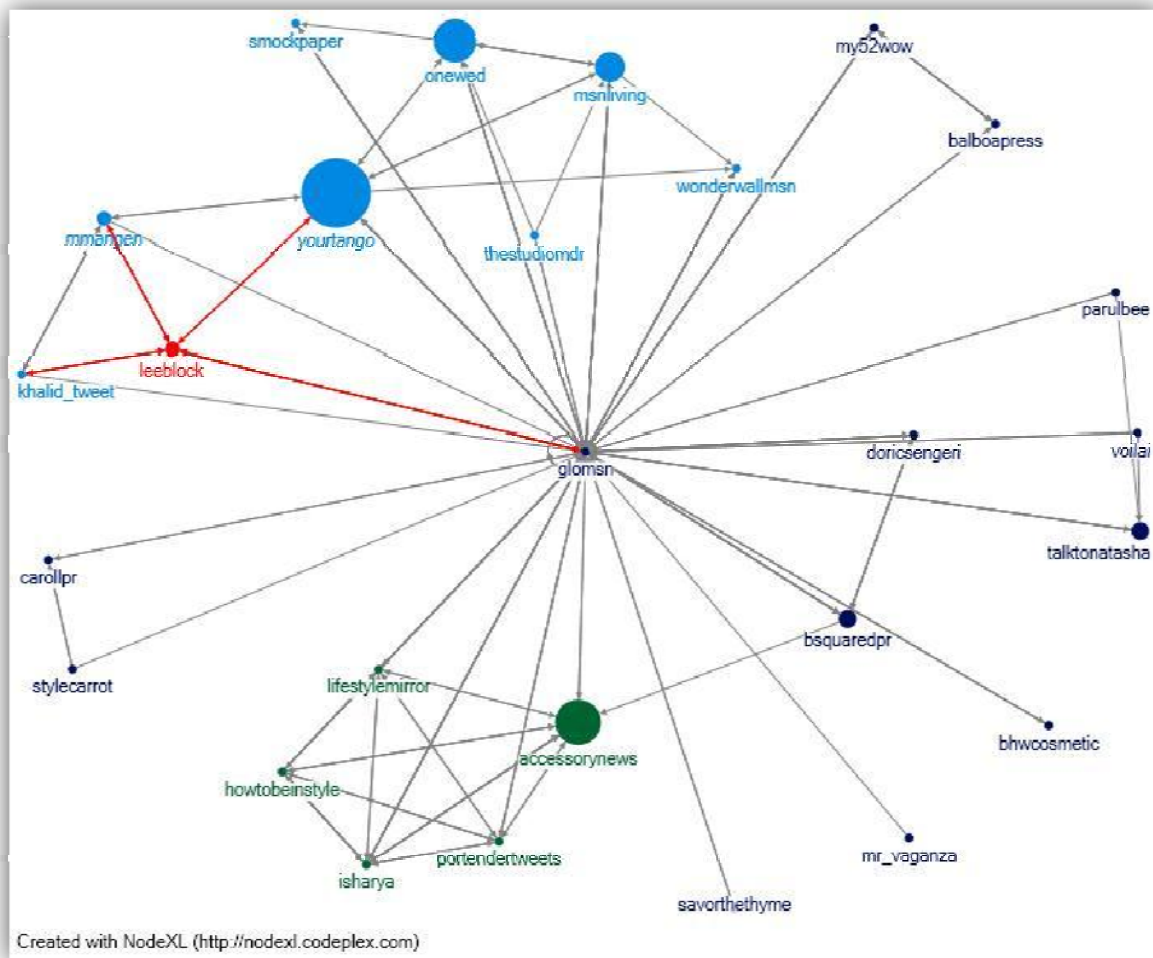 my52wow
smockpaper
onewed
msnliving
balboapress
wonderwallmsn
mmangen
yourtango
thestudiomdr
parulbee
leeblock
khalid_tweet
glomsn
doricsengeri
talktonatasha
carollpr
bsquaredpr
stylecarrot
lifestylemirror
bhwcosmetic
accessorynews
howtobeinstyle
portendertweets
mr_vaganza
isharya
savorthethyme
Created with NodeXL (http://nodexl.codeplex.com)